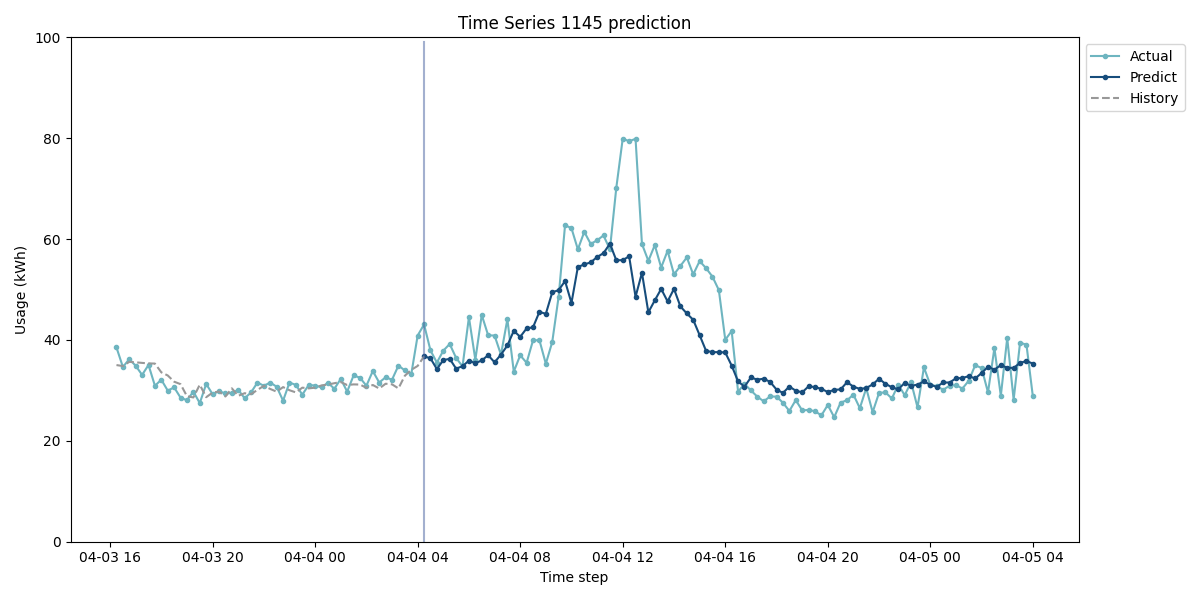 Time Series 1145 prediction
100
80
60
40
20
0
Usage (kWh)
04-03 16
04-03 20
04-04 00
04-04 04
04-04 08
04-04 12
04-04 16
04-04 20
04-05 00
04-05 04
Time step
Actual
Predict
History